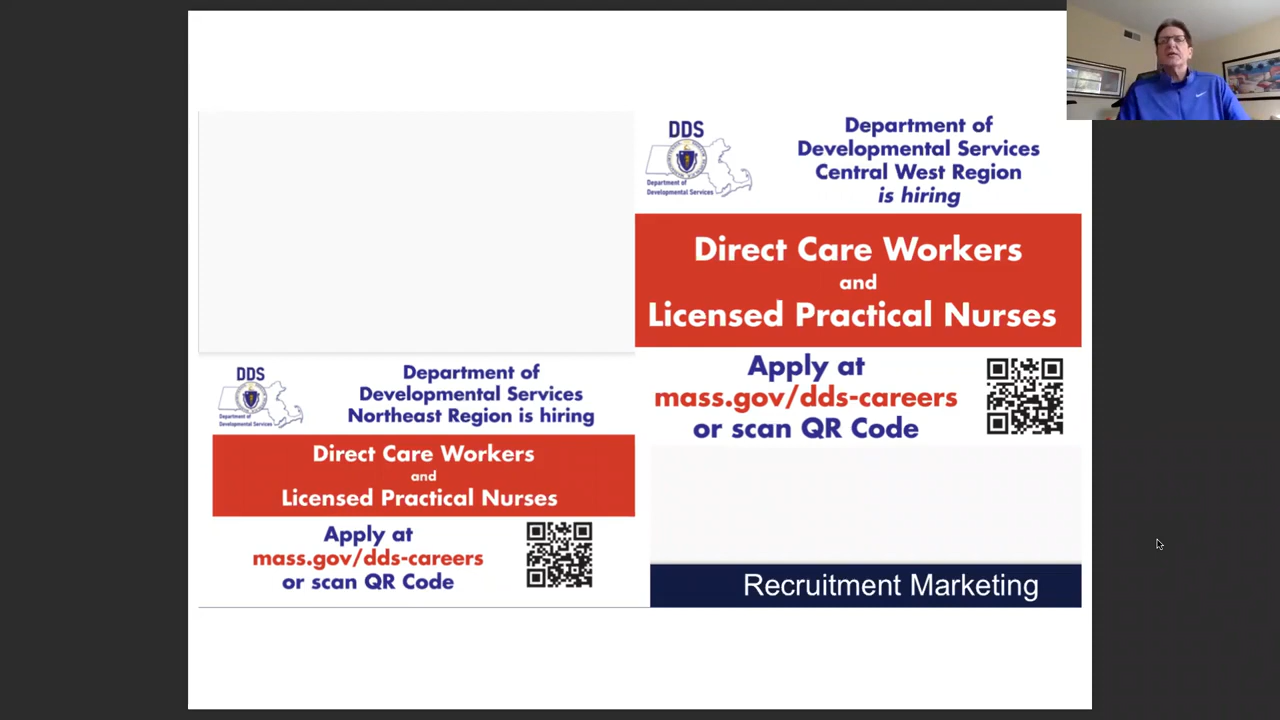 DDS
Department of
Developmental Services
Department of
Developmental Services
Central West Region
is hiring
Direct Care Workers
and
Licensed Practical Nurses
Apply at
mass.gov/dds-careers
or scan QR Code
DDS
Department of
Developmental Services
Department of
Developmental Services
Northeast Region is hiring
Direct Care Workers
and
Licensed Practical Nurses
Apply at
mass.gov/dds-careers
or scan QR Code
Recruitment Marketing